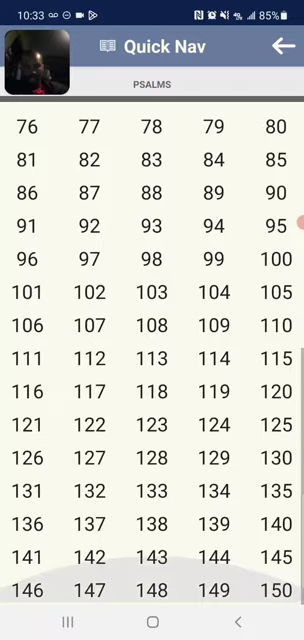 10:33 85%
Quick Nav
PSALMS
76 77 78 79 80
81 82 83 84 85
86 87 88 89 90
91 92 93 94 95
96 97 98 99 100
101 102 103 104 105
106 107 108 109 110
111 112 113 114 115
116 117 118 119 120
121 122 123 124 125
126 127 128 129 130
131 132 133 134 135
136 137 138 139 140
141 142 143 144 145
146 147 148 149 150